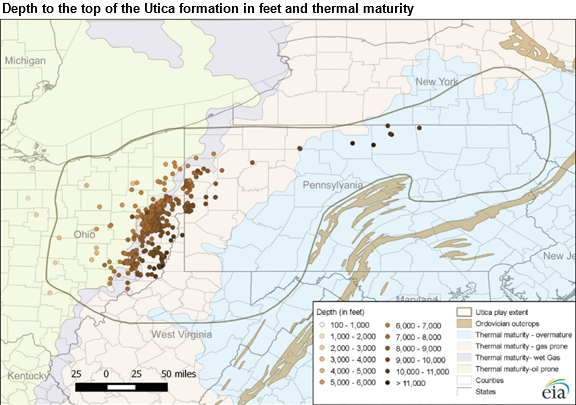 Depth to the top of the Utica formation in feet and thermal maturity
Michigan
New York
Pennsylvania
Ohio
New Je
Maryland
West Virginia
Kentucky
25 0 25 50 miles
Depth (in feet)
100 - 1,000
1,000 - 2,000
2,000 - 3,000
3,000 - 4,000
4,000 - 5,000
5,000 - 6,000
6,000 - 7,000
7,000 - 8,000
8,000 - 9,000
9,000 - 10,000
10,000 - 11,000
> 11,000
Utica play extent
Ordovician outcrops
Thermal maturity - overmature
Thermal maturity - gas prone
Thermal maturity- wet Gas
Thermal maturity-oil prone
Counties
States
eia